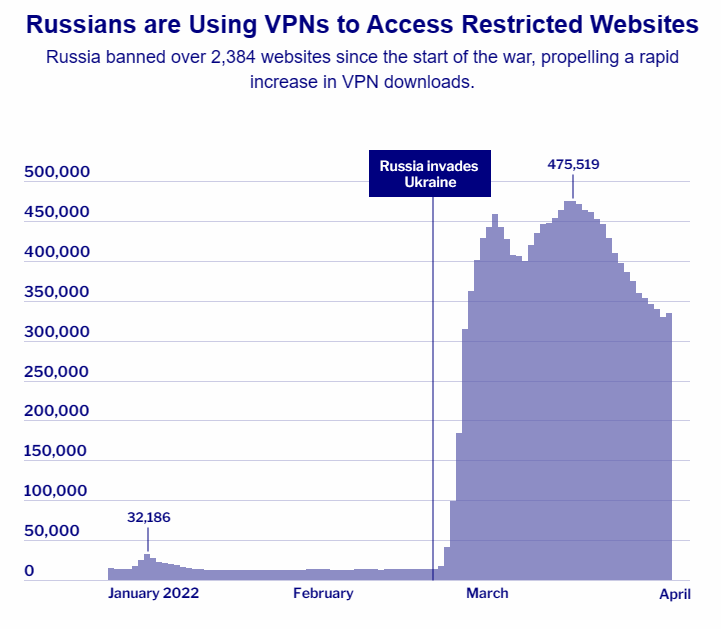 Russians are Using VPNs to Access Restricted Websites
Russia banned over 2,384 websites since the start of the war, propelling a rapid
increase in VPN downloads.
Russia invades
Ukraine
475,519
500,000
450,000
400,000
350,000
300,000
250,000
200,000
150,000
100,000
32,186
50,000
0
January 2022
February
March
April